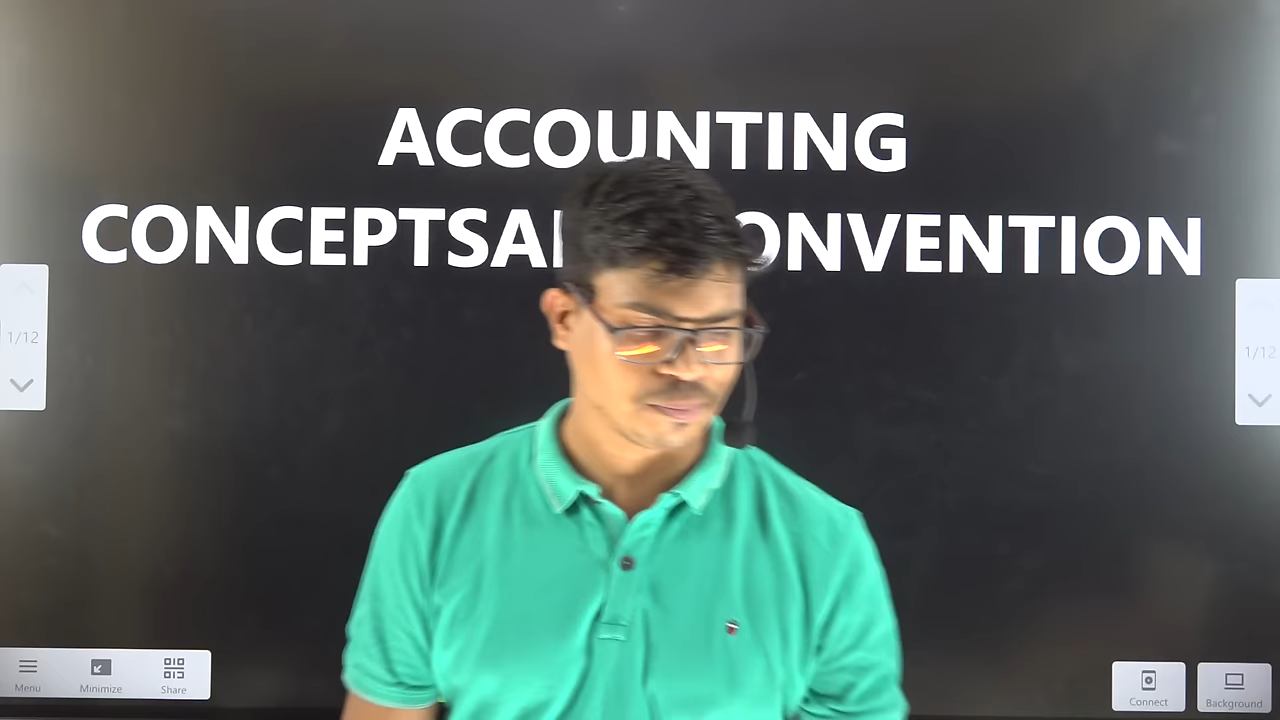 ACCOUNTING
CONCEPTSA ONVENTION
1/12
1/12
Menu
Minimize
Share
Connect
Background